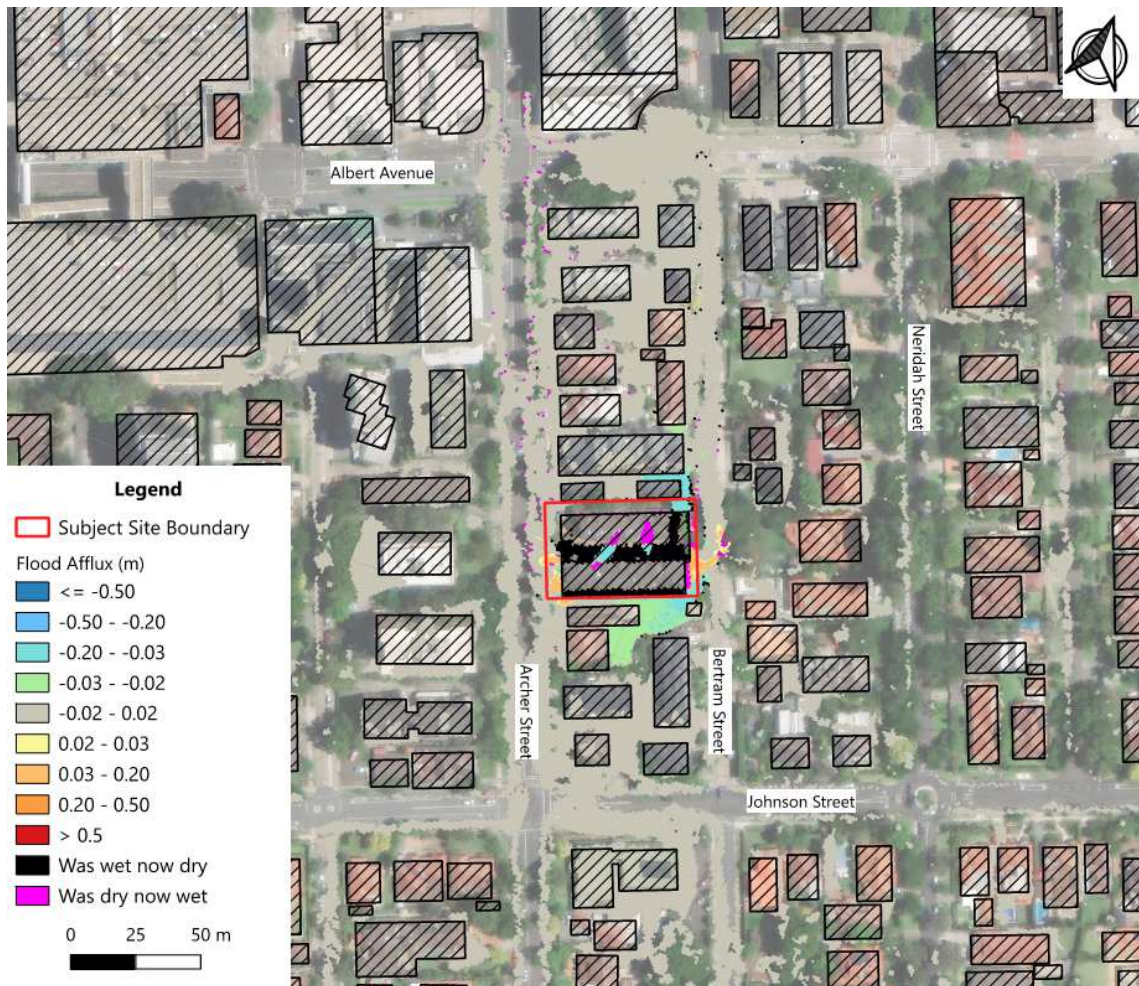 Albert Avenue
Neridah Street
Archer Street
Bertram Street
Johnson Street
Legend
Subject Site Boundary
Flood Afflux (m)
<= -0.50
-0.50 - -0.20
-0.20 - -0.03
-0.03 - -0.02
-0.02 - 0.02
0.02 - 0.03
0.03 - 0.20
0.20 - 0.50
> 0.5
Was wet now dry
Was dry now wet
0 25 50 m